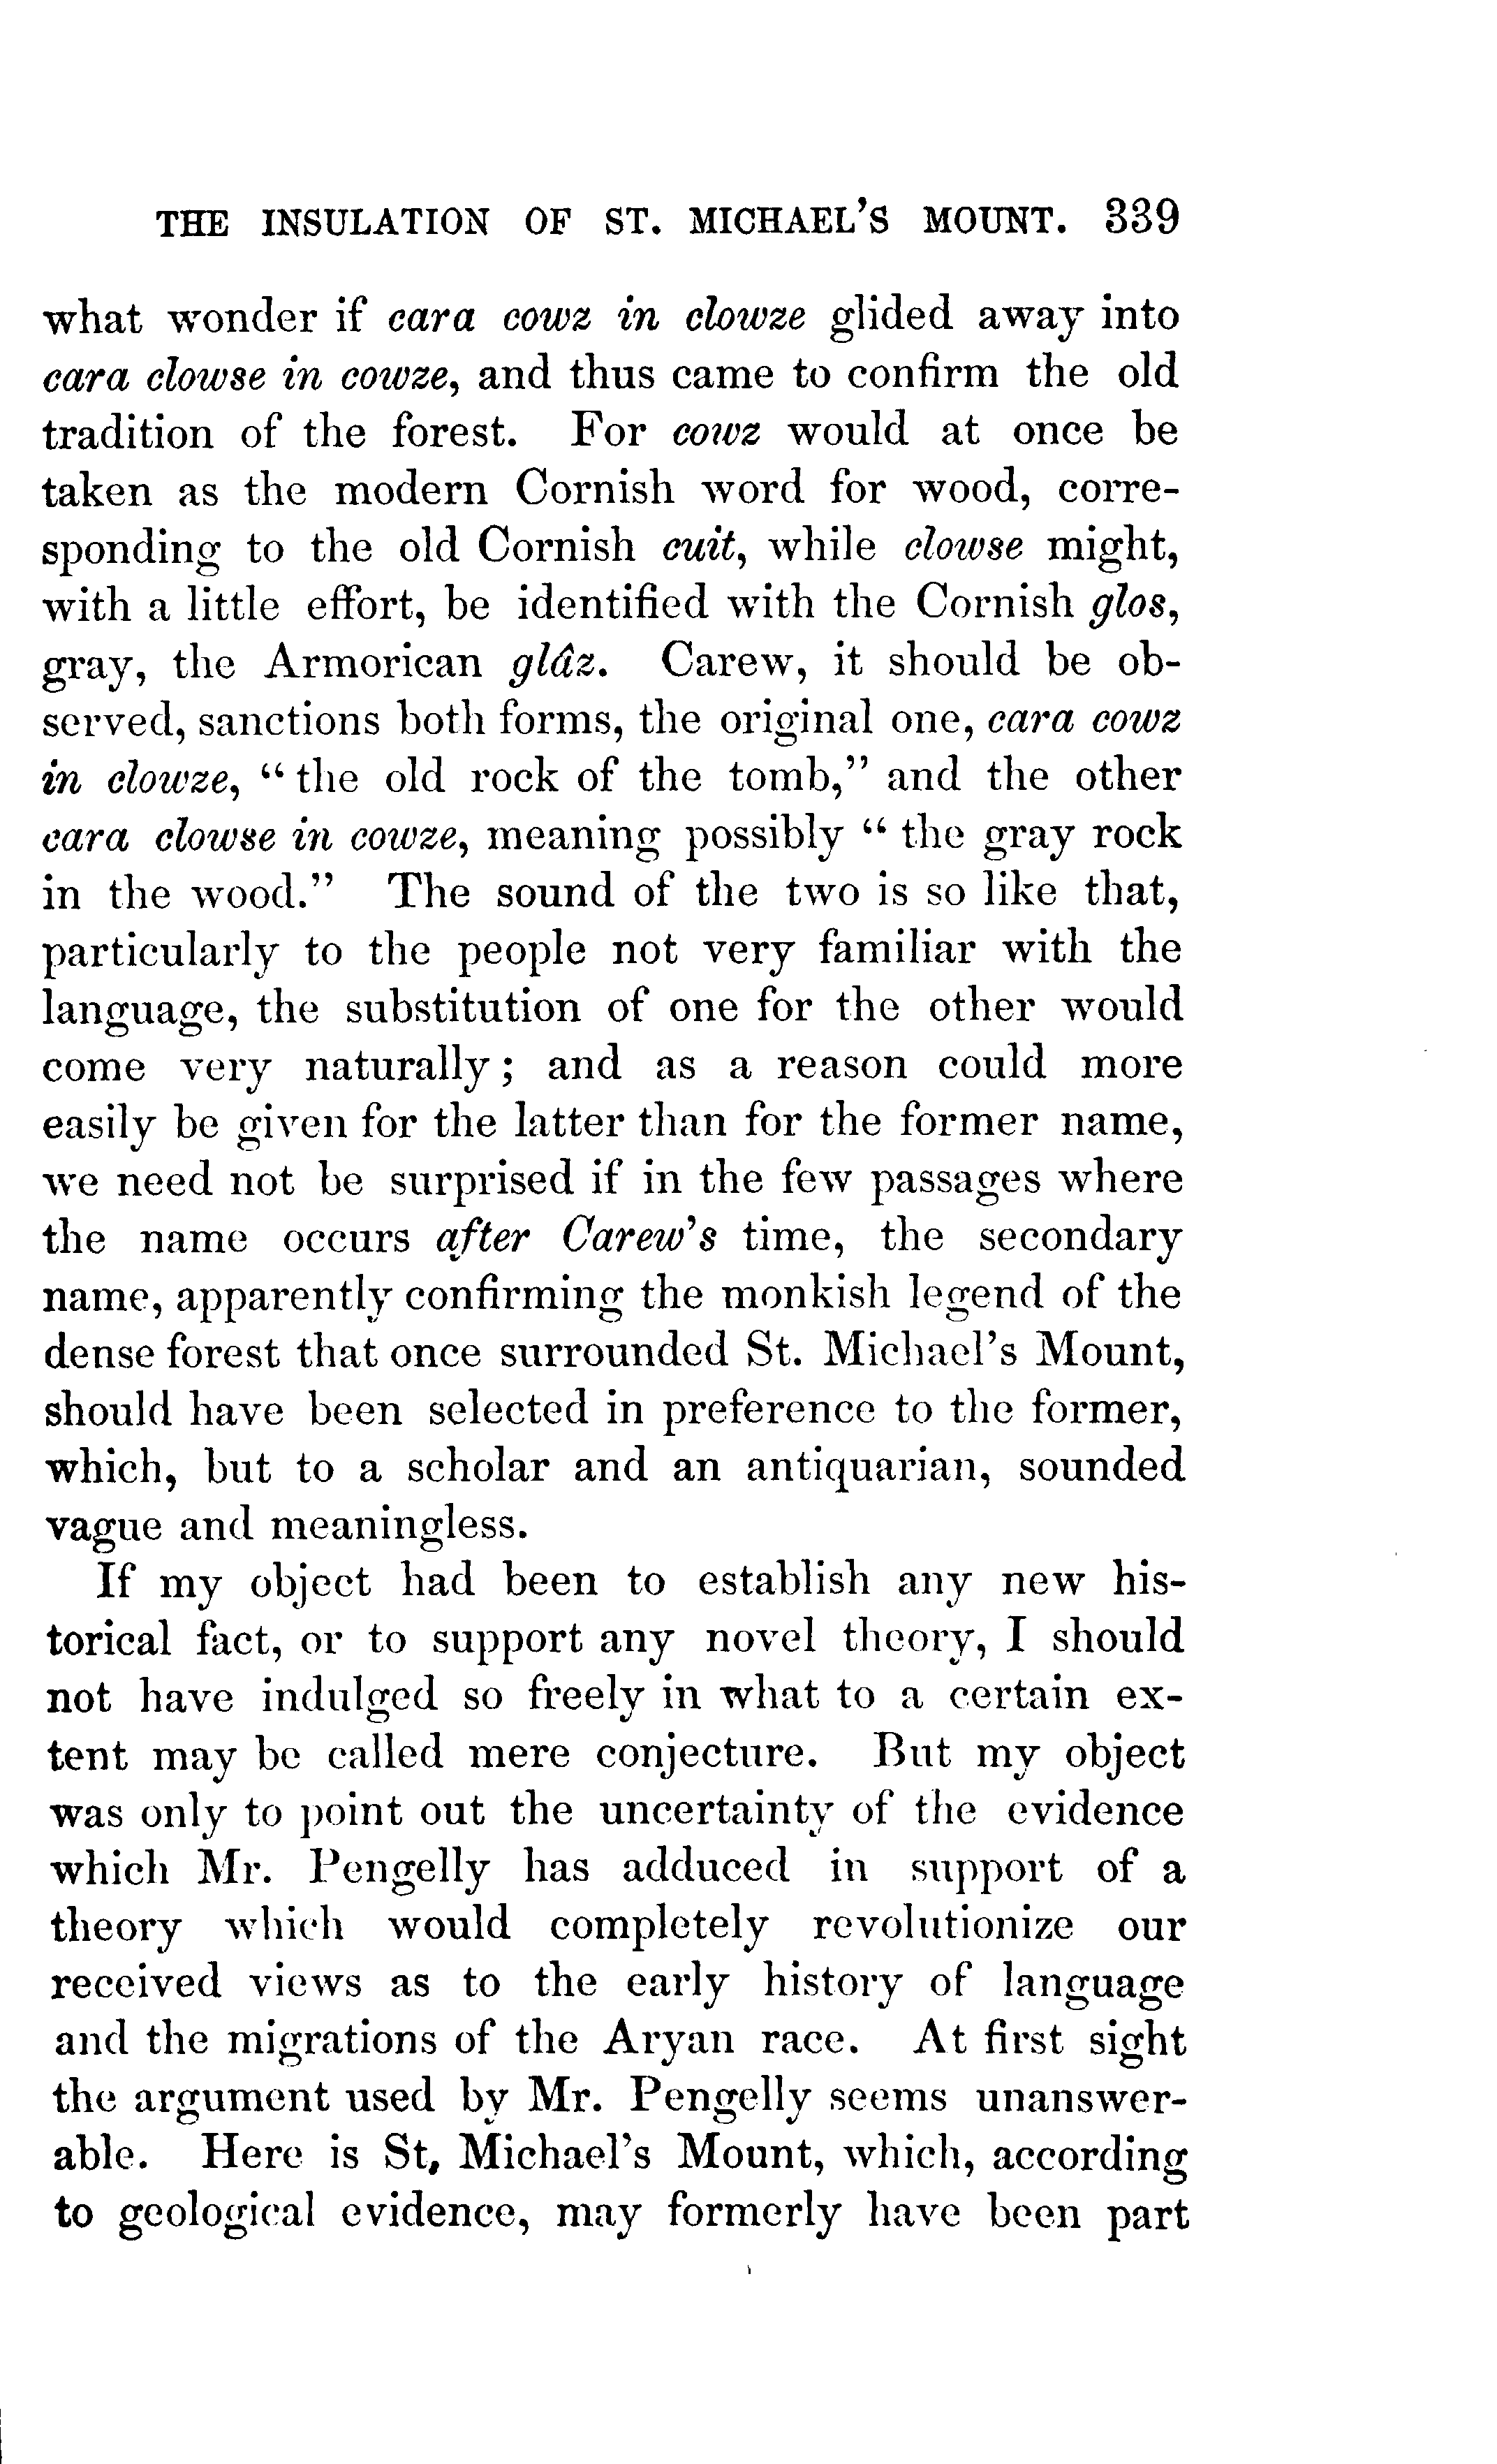 THE INSULATION OF ST. MICHAEL'S MOUNT. 339
what wonder if cara cowz in clowze glided away into
cara clowse in cowze, and thus came to confirm the old
tradition of the forest. For cowz would at once be
taken as the modern Cornish word for wood, corre-
sponding to the old Cornish cuit, while clowse might,
with a little effort, be identified with the Cornish glos,
gray, the Armorican glâz. Carew, it should be ob-
served, sanctions both forms, the original one, cara cowz
in clowze, “ the old rock of the tomb,” and the other
cara clowse in cowze, meaning possibly “ the gray rock
in the wood.” The sound of the two is so like that,
particularly to the people not very familiar with the
language, the substitution of one for the other would
come very naturally ; and as a reason could more
easily be given for the latter than for the former name,
we need not be surprised if in the few passages where
the name occurs after Carew's time, the secondary
name, apparently confirming the monkish legend of the
dense forest that once surrounded St. Michael's Mount,
should have been selected in preference to the former,
which, but to a scholar and an antiquarian, sounded
vague and meaningless.
If my object had been to establish any new his-
torical fact, or to support any novel theory, I should
not have indulged so freely in what to a certain ex-
tent may be called mere conjecture. But my object
was only to point out the uncertainty of the evidence
which Mr. Pengelly has adduced in support of a
theory which would completely revolutionize our
received views as to the early history of language
and the migrations of the Aryan race. At first sight
the argument used by Mr. Pengelly seems unanswer-
able. Here is St, Michael's Mount, which, according
to geological evidence, may formerly have been part